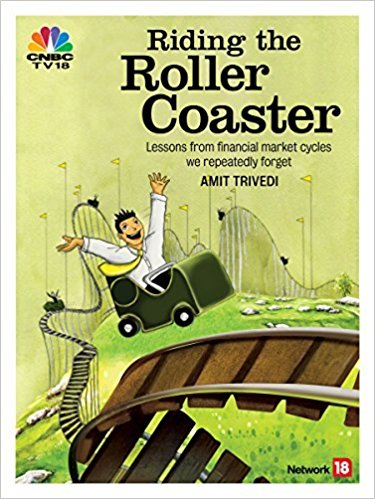 CNBC
TV18
Riding the
Roller
Coaster
Lessons from financial market cycles
we repeatedly forget
AMIT TRIVEDI
Network 18